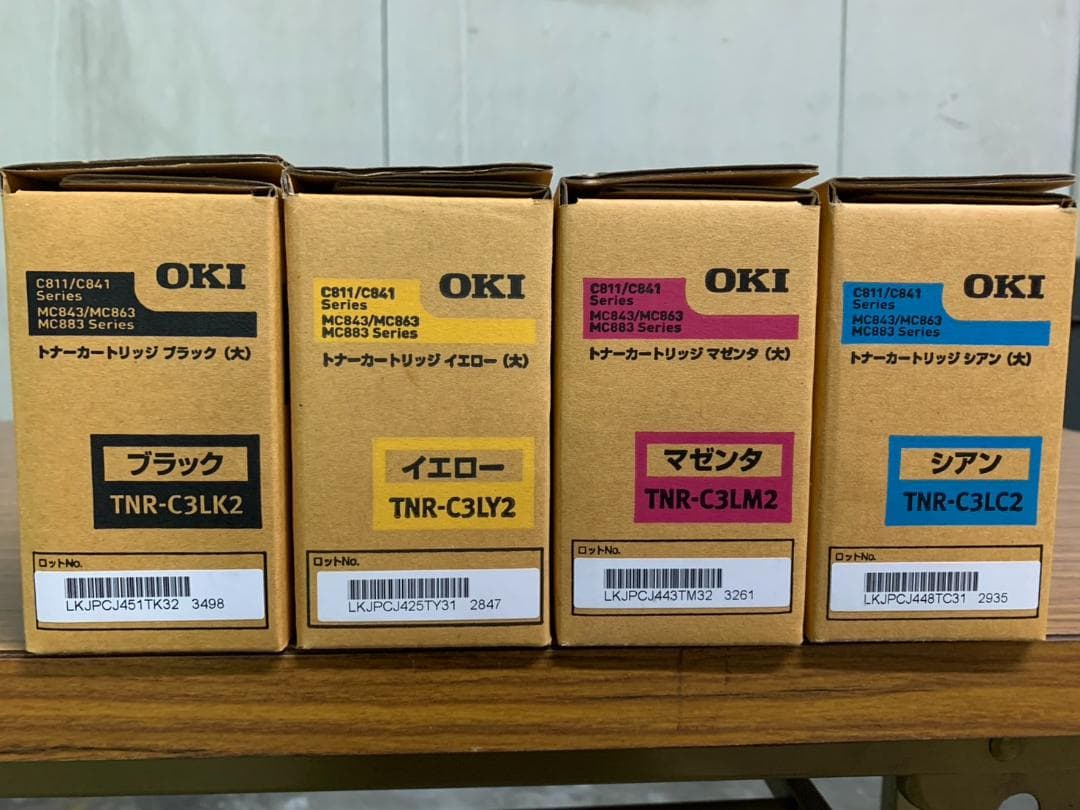 C811/C841
Series
MC843/MC863
MC883 Series
OKI
トナーカートリッジ ブラック（大）
ブラック
TNR-C3LK2
ロットNo.
LKJPCJ451TK32 3498
C811/C841
Series
MC843/MC863
MC883 Series
OKI
トナーカートリッジ イエロー（大）
イエロー
TNR-C3LY2
ロットNo.
LKJPCJ425TY31 2847
C811/C841
Series
MC843/MC863
MC883 Series
OKI
トナーカートリッジ マゼンタ（大）
マゼンタ
TNR-C3LM2
ロットNo.
LKJPCJ443TM32 3261
C811/C841
Series
MC843/MC863
MC883 Series
OKI
トナーカートリッジ シアン（大）
シアン
TNR-C3LC2
ロットNo.
LKJPCJ448TC31 2935